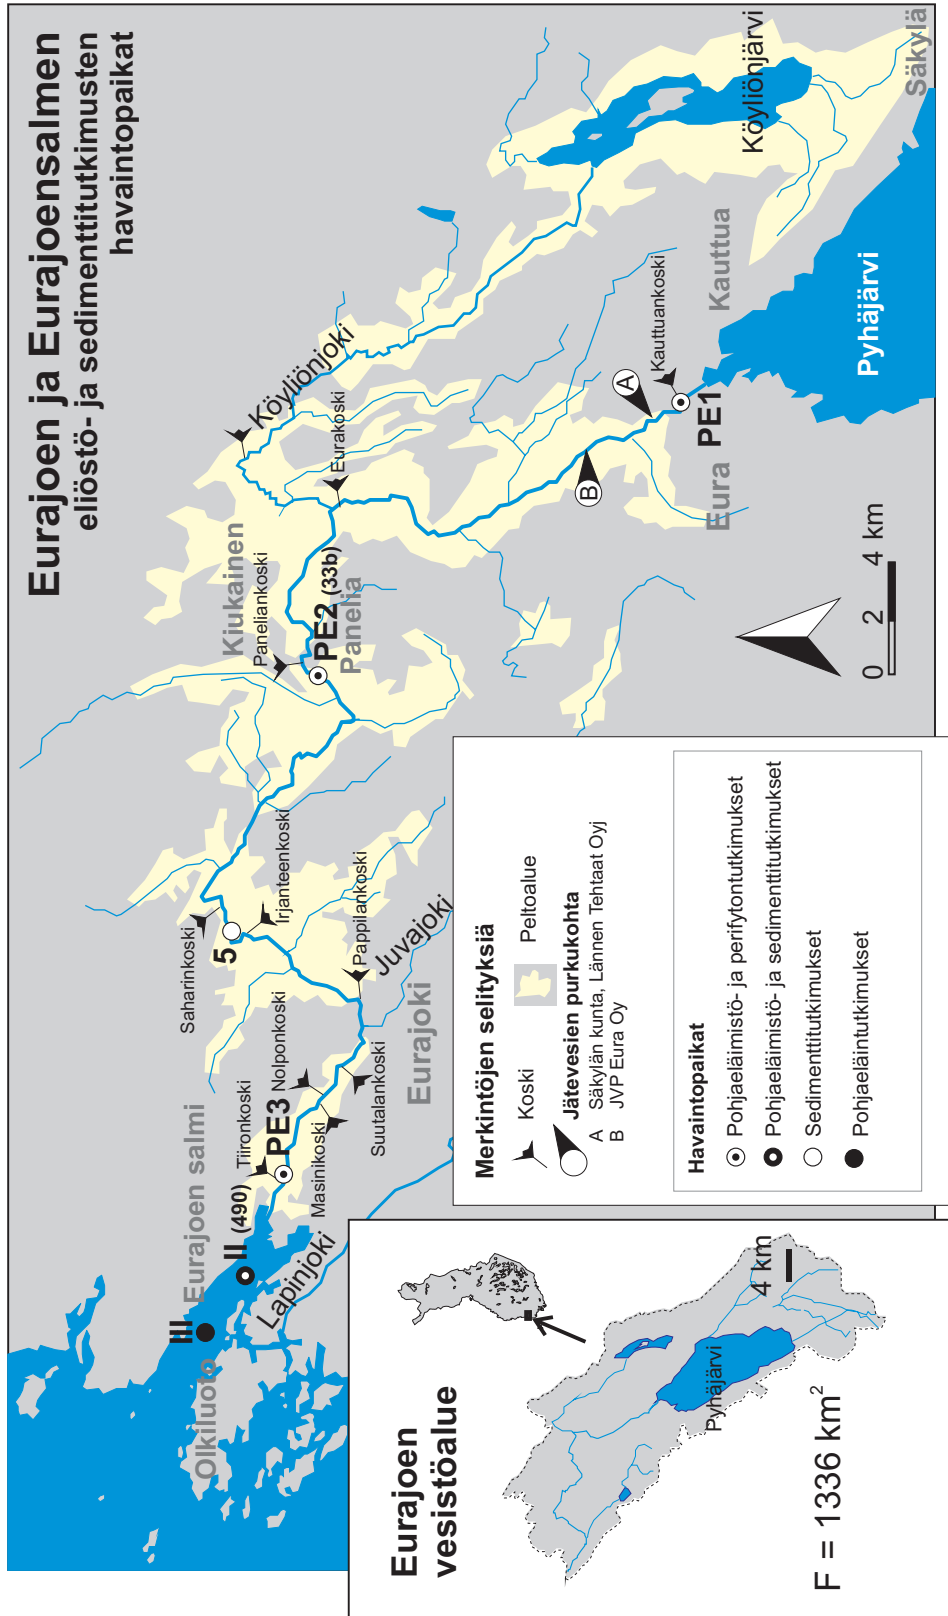 Eurajoen ja Eurajoensalmen
eliöstö- ja sedimenttitutkimusten
havaintopaikat
Olkiluoto
III
Eurajoen salmi
II (490)
Lapinjoki
Tiironkoski
PE3
Masinikoski
Nolponkoski
Suutalankoski
Eurajoki
Juvajoki
Pappilankoski
Saharinkoski
5
Irjanteenkoski
Kiukainen
Paneliankoski
PE2 (33b)
Panelia
Eurakoski
Köyliönjoki
B
A
Eura
PE1
Kauttuankoski
Kauttua
Pyhäjärvi
Köyliönjärvi
Säkylä
0 2 4 km
Merkintöjen selityksiä
Koski
Peltoalue
Jätevesien purkukohta
A Säkylän kunta, Lännen Tehtaat Oyj
B JVP Eura Oy
Havaintopaikat
Pohjaeläimistö- ja perifytontutkimukset
Pohjaeläimistö- ja sedimenttitutkimukset
Sedimenttitutkimukset
Pohjaeläintutkimukset
Eurajoen
vesistöalue
Pyhäjärvi
4 km
F = 1336 km²